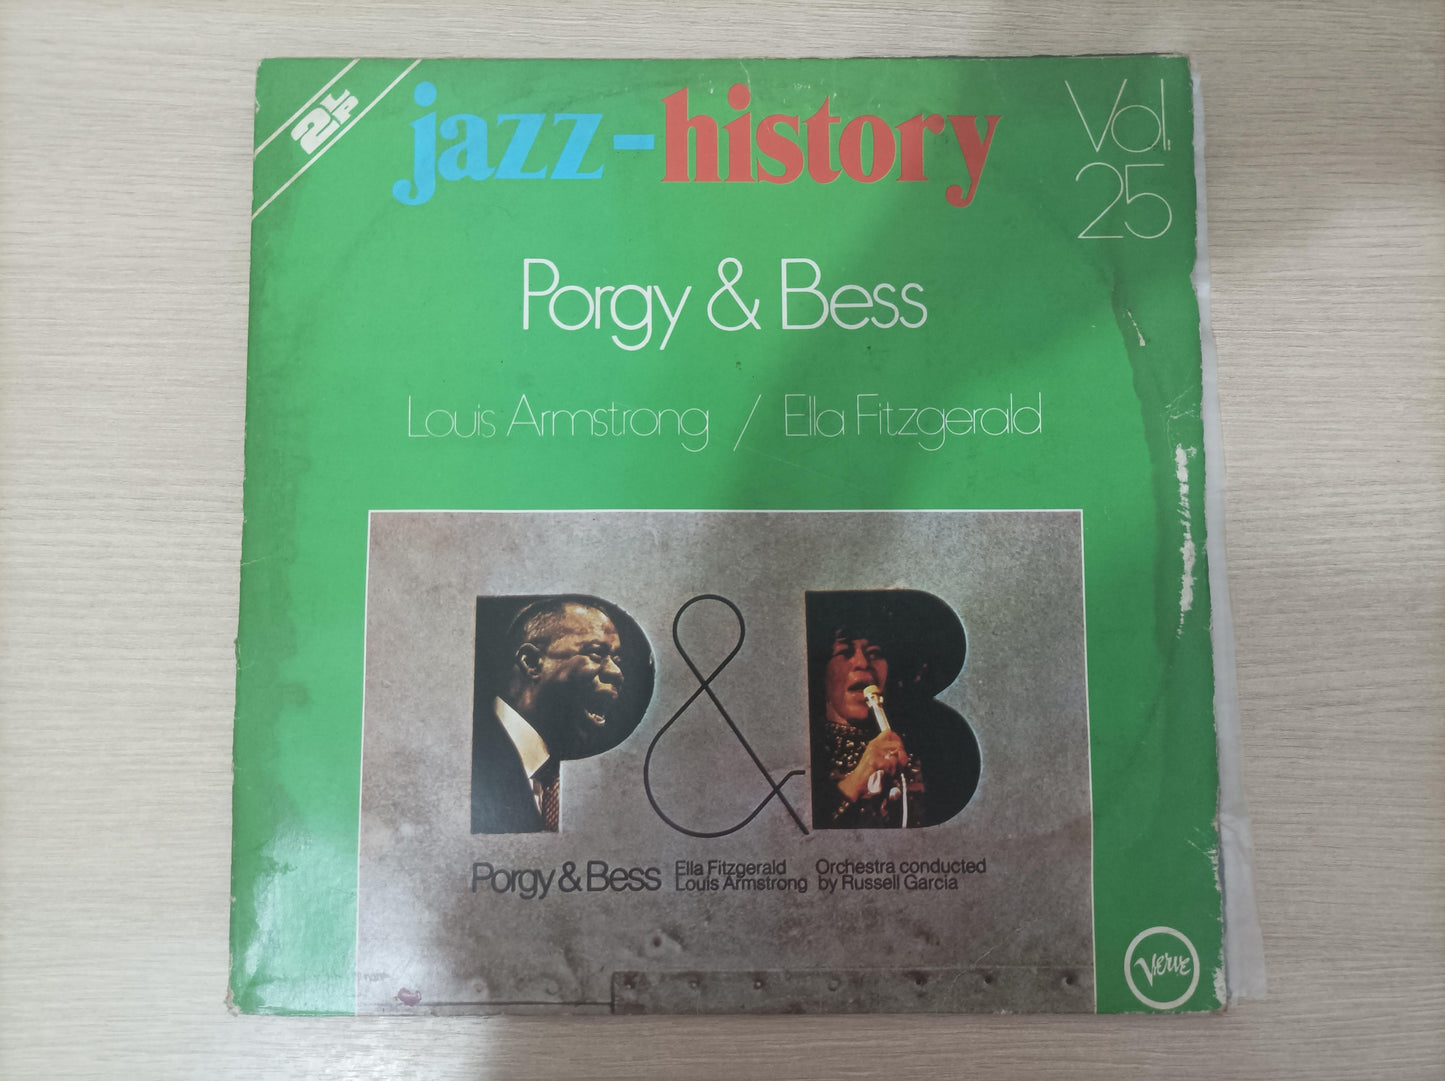 2LP
jazz-history
Vol.
25
Porgy & Bess
Louis Armstrong / Ella Fitzgerald
P&B
Porgy & Bess
Ella Fitzgerald
Louis Armstrong
Orchestra conducted
by Russell Garcia
Verve